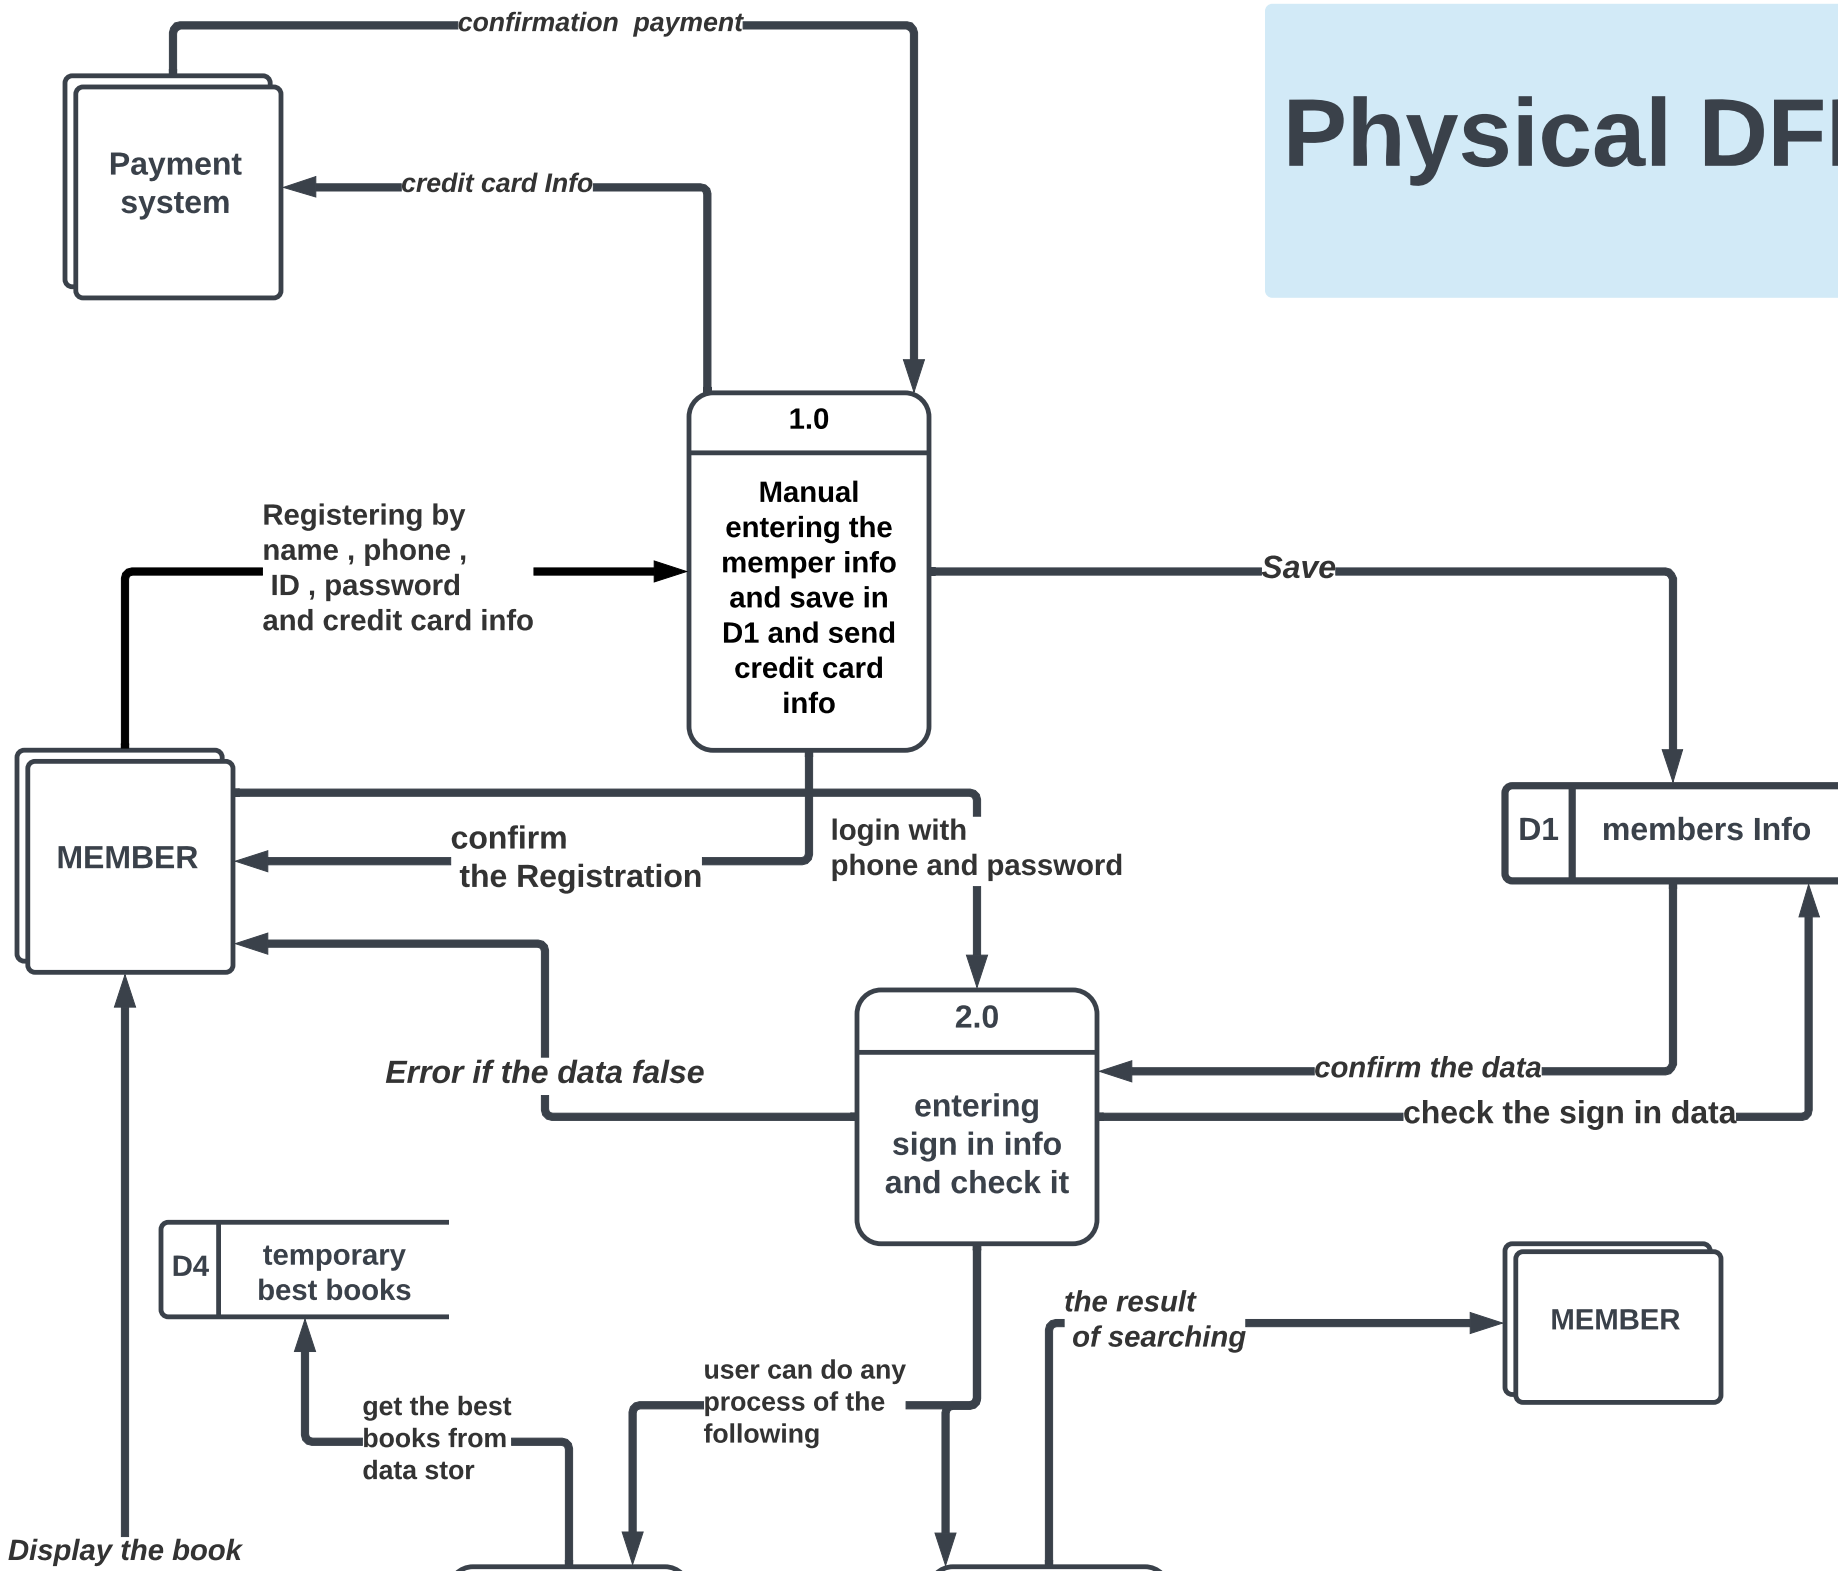 confirmation  payment
Physical DF
Payment
system
credit card Info
1.0
Manual
entering the
memper info
and save in
D1 and send
credit card
info
Registering by
name , phone ,
ID , password
and credit card info
Save
MEMBER
confirm
the Registration
login with
phone and password
D1
members Info
Error if the data false
2.0
entering
sign in info
and check it
confirm the data
check the sign in data
D4
temporary
best books
the result
of searching
MEMBER
user can do any
process of the
following
get the best
books from
data stor
Display the book